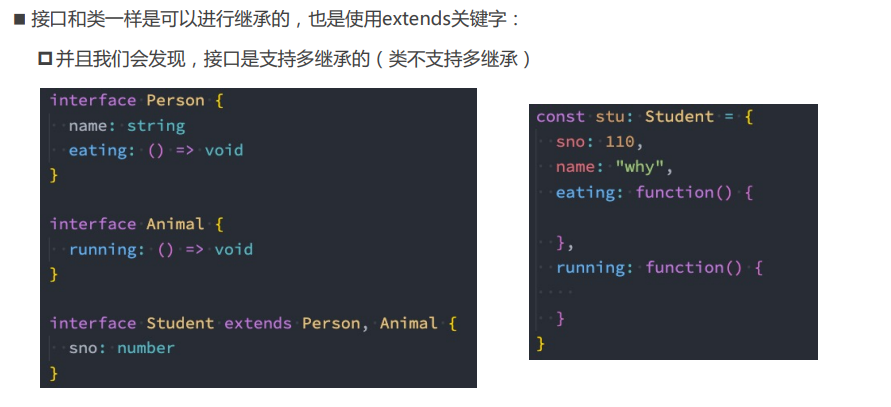 ■ 接口和类一样是可以进行继承的，也是使用extends关键字：
并且我们会发现，接口是支持多继承的（类不支持多继承）
interface Person {
  name: string
  eating: () => void
}
interface Animal {
  running: () => void
}
interface Student extends Person, Animal {
  sno: number
}
const stu: Student = {
  sno: 110,
  name: "why",
  eating: function() {
  },
  running: function() {
  }
}